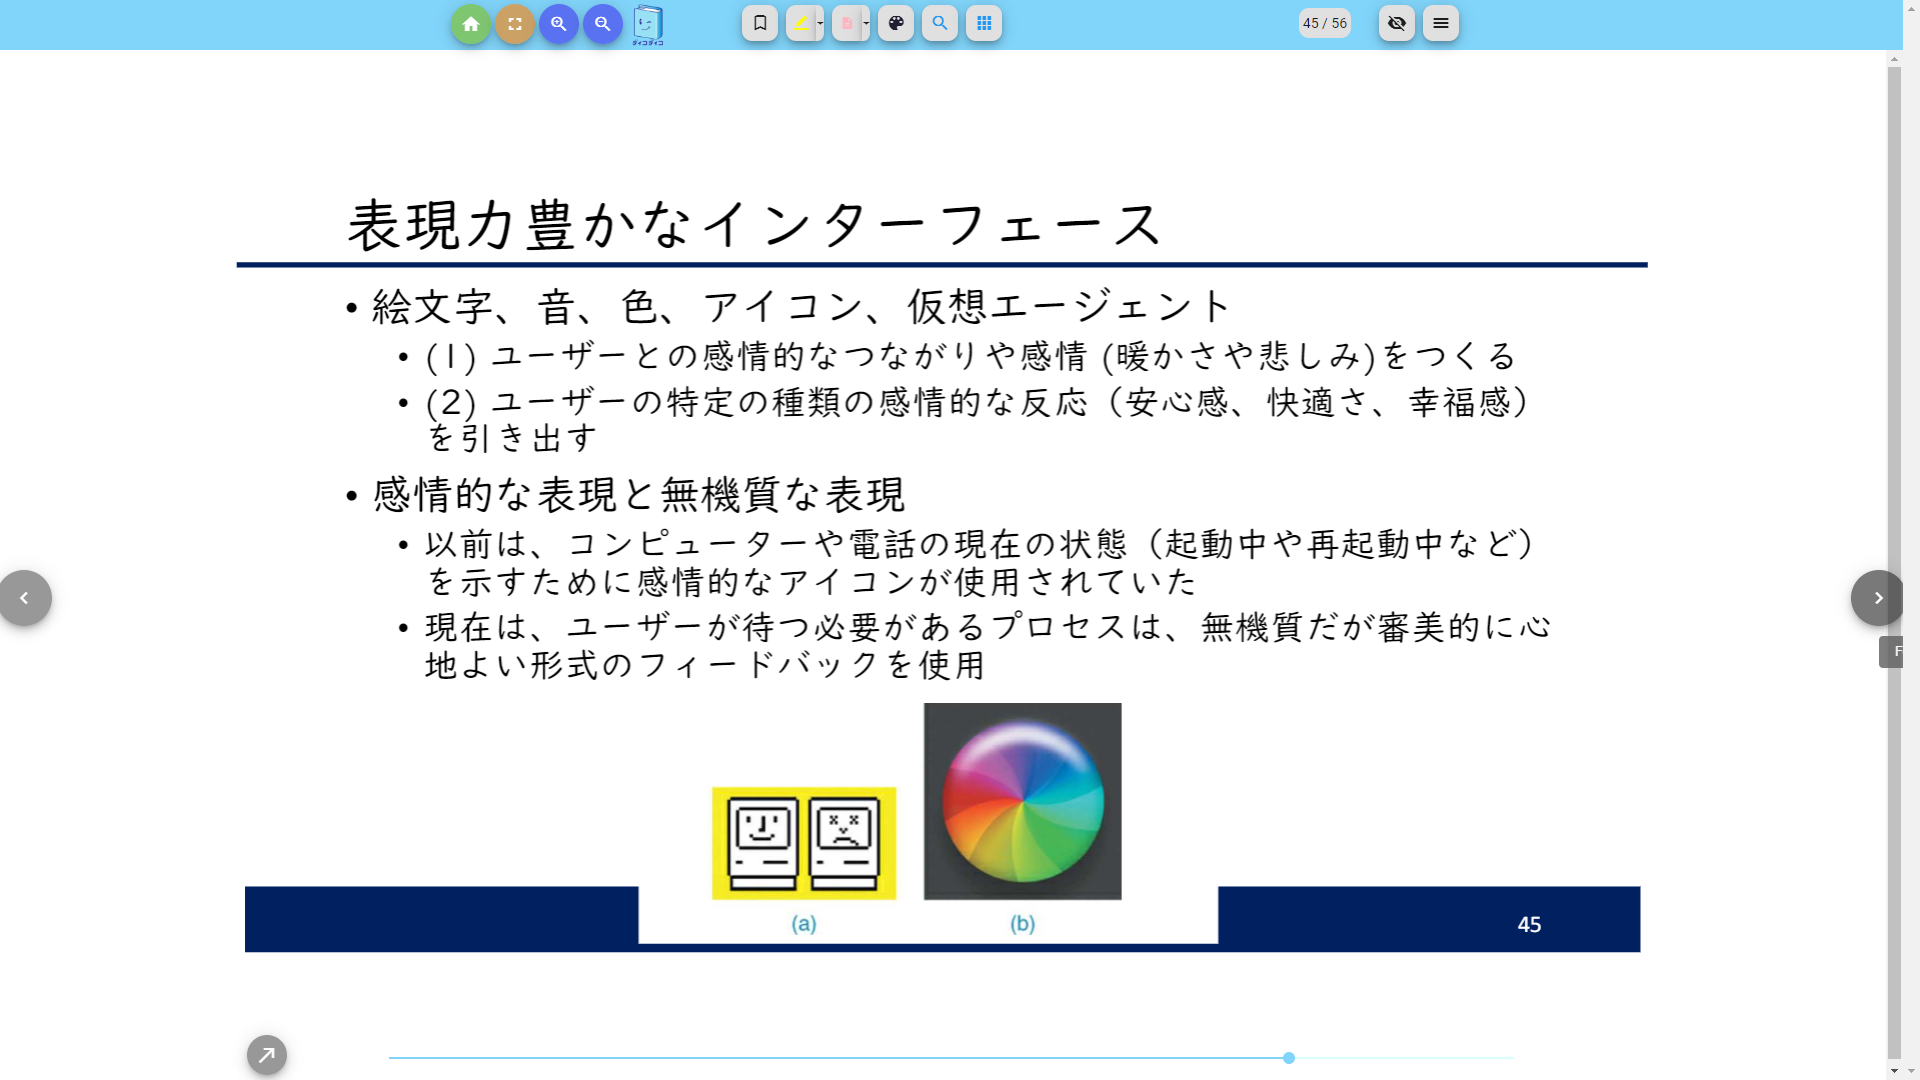 ダイコダイコ
45 / 56
表現力豊かなインターフェース
• 絵文字、音、色、アイコン、仮想エージェント
• (1) ユーザーとの感情的なつながりや感情 (暖かさや悲しみ)をつくる
• (2) ユーザーの特定の種類の感情的な反応（安心感、快適さ、幸福感）
を引き出す
• 感情的な表現と無機質な表現
• 以前は、コンピューターや電話の現在の状態（起動中や再起動中など）
を示すために感情的なアイコンが使用されていた
• 現在は、ユーザーが待つ必要があるプロセスは、無機質だが審美的に心
地よい形式のフィードバックを使用
F
(a)
(b)
45